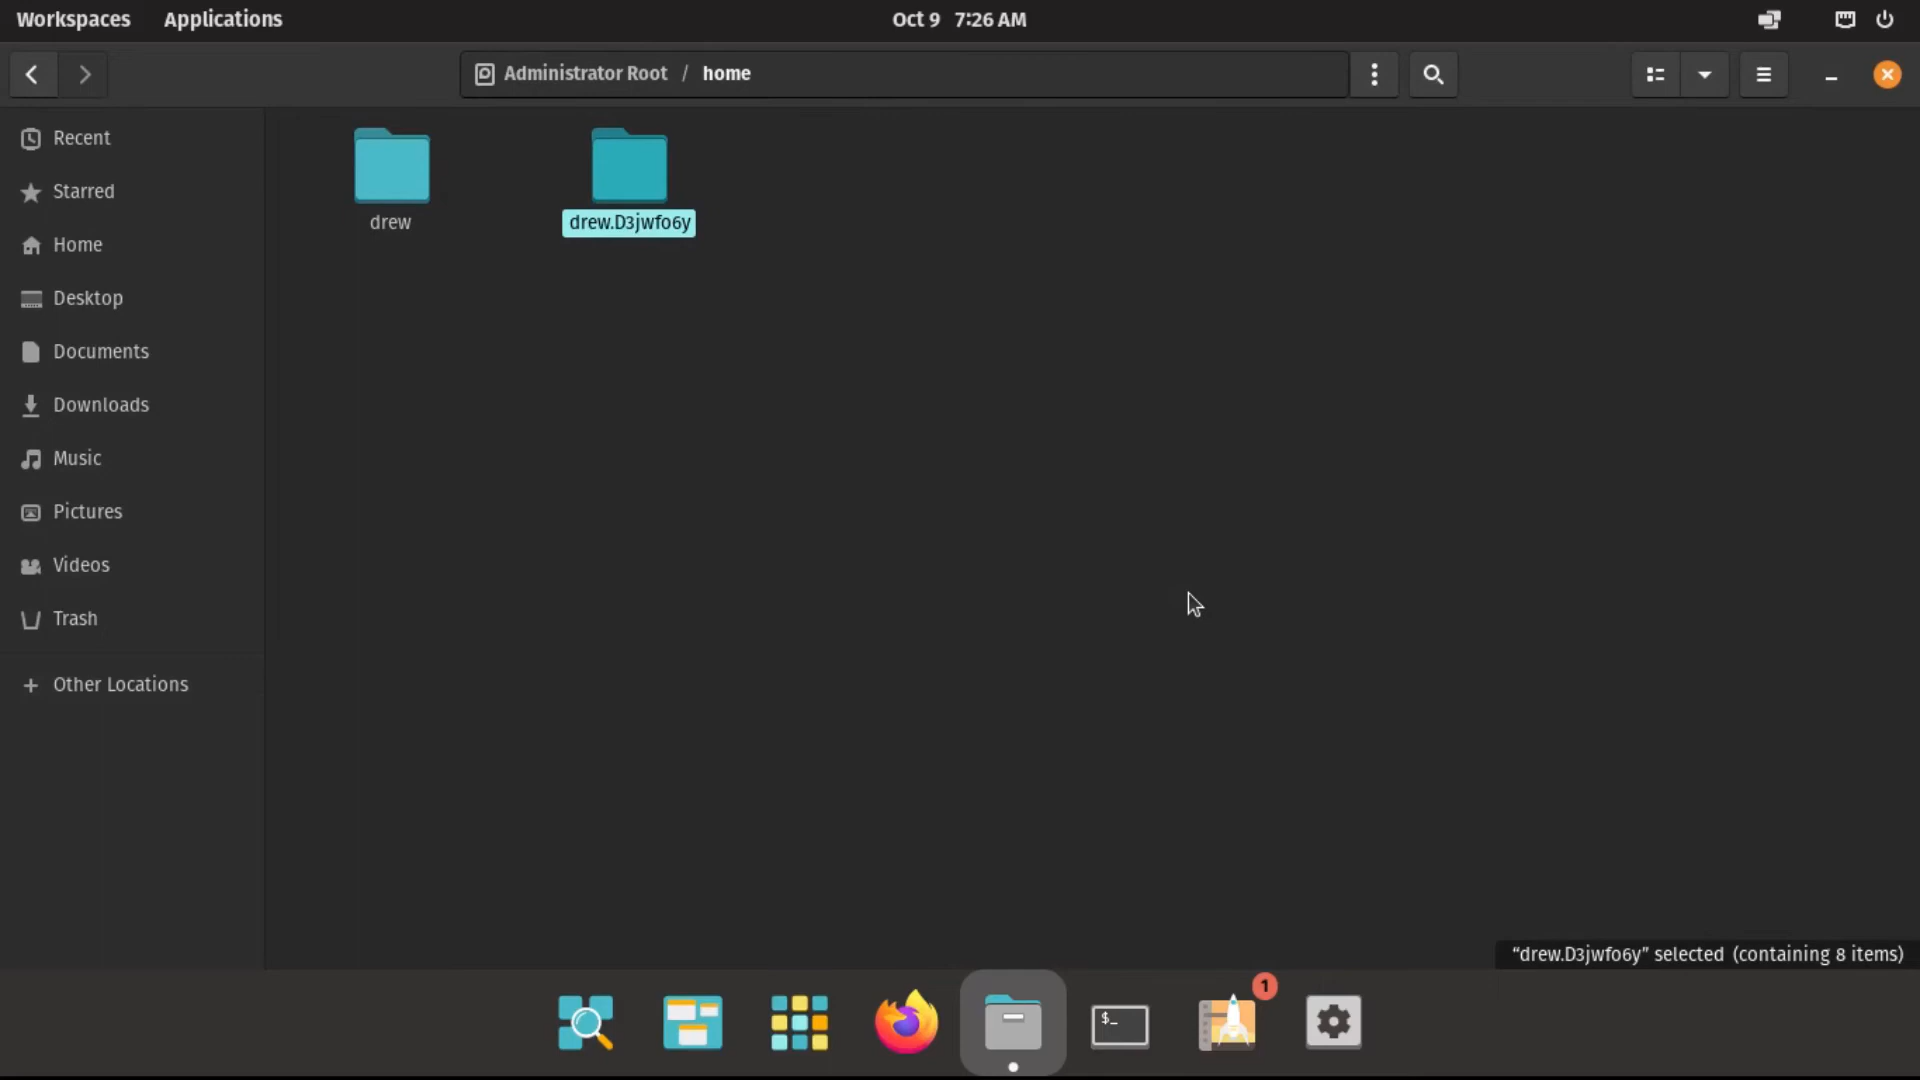 Workspaces Applications Oct 9 7:26 AM
Administrator Root / home
Recent
Starred
Home
Desktop
Documents
Downloads
Music
Pictures
Videos
Trash
+ Other Locations
drew drew.D3jwfo6y
“drew.D3jwfo6y” selected (containing 8 items)
$_
1